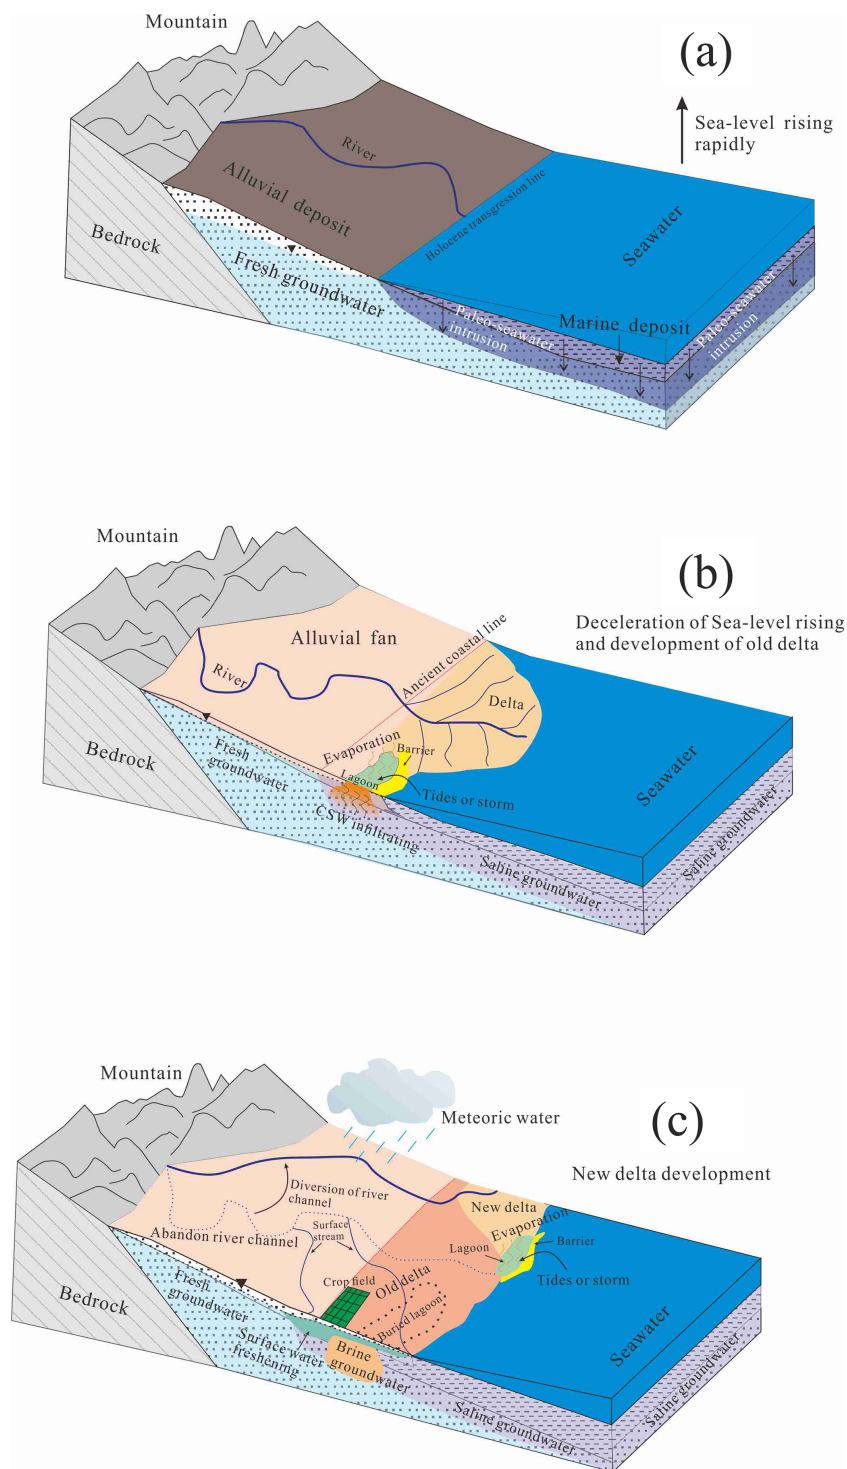 Mountain
(a)
Sea-level rising
rapidly
River
Alluvial deposit
Holocene transgression line
Seawater
Bedrock
Fresh groundwater
Paleo-seawater
intrusion
Marine deposit
Paleo-seawater
intrusion
Mountain
(b)
Deceleration of Sea-level rising
and development of old delta
Alluvial fan
Ancient coastal line
River
Delta
Evaporation
Barrier
Fresh
groundwater
Lagoon
Bedrock
Tides or storm
Seawater
CSW infiltrating
Saline groundwater
Saline groundwater
Mountain
Meteoric water
(c)
New delta development
Diversion of river
channel
New delta
Abandon river channel
Surface
stream
Evaporation
Lagoon
Barrier
Tides or storm
Crop field
Old delta
Fresh
groundwater
Buried lagoon
Bedrock
Surface water
freshening
Brine
groundwater
Seawater
Saline groundwater
Saline groundwater